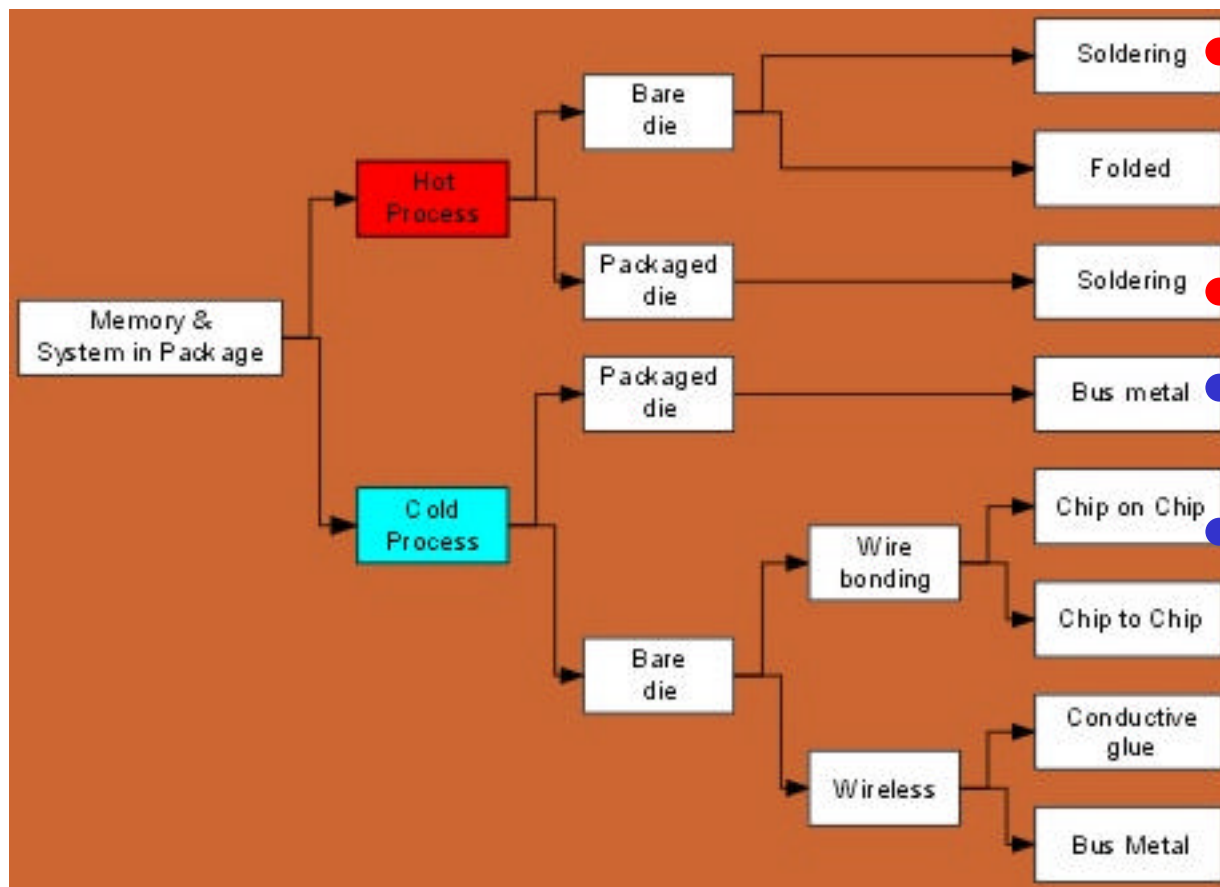 Soldering
Bare
die
Folded
Hot
Process
Packaged
die
Soldering
Memory &
System in Package
Packaged
die
Bus metal
Cold
Process
Chip on Chip
Wire
bonding
Chip to Chip
Bare
die
Conductive
glue
Wireless
Bus Metal